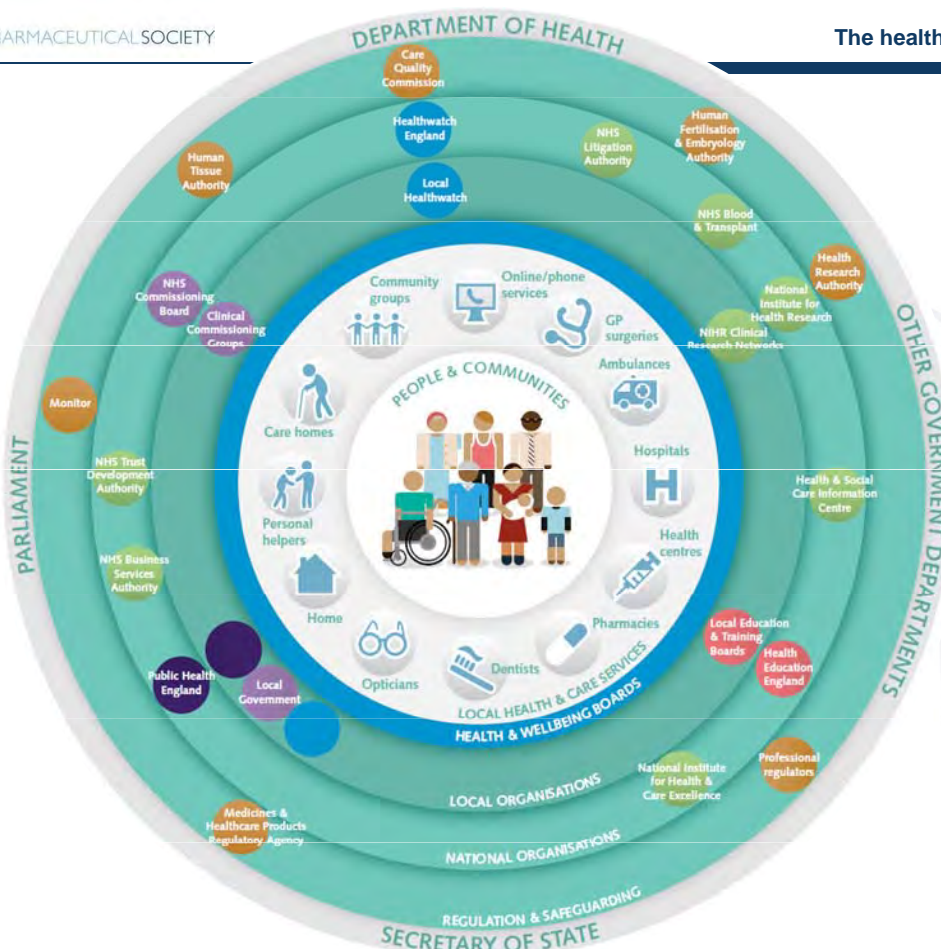 PHARMACEUTICAL SOCIETY
The health
DEPARTMENT OF HEALTH
Care
Quality
Commission
Healthwatch
England
Local
Healthwatch
NHS
Litigation
Authority
Human
Fertilisation
& Embryology
Authority
Human
Tissue
Authority
NHS Blood
& Transplant
Health
Research
Authority
National
Institute for
Health Research
NIHR Clinical
Research Networks
NHS
Commissioning
Board
Clinical
Commissioning
Groups
Community
groups
Online/phone
services
GP
surgeries
Ambulances
PEOPLE & COMMUNITIES
Monitor
Care homes
Hospitals
H
OTHER GOVERNMENT DEPARTMENTS
PARLIAMENT
NHS Trust
Development
Authority
Health & Social
Care Information
Centre
Personal
helpers
Health
centres
NHS Business
Services
Authority
Home
Pharmacies
Opticians
Dentists
Local Education
& Training
Boards
Health
Education
England
Public Health
England
Local
Government
LOCAL HEALTH & CARE SERVICES
HEALTH & WELLBEING BOARDS
National Institute
for Health &
Care Excellence
Professional
regulators
LOCAL ORGANISATIONS
Medicines &
Healthcare Products
Regulatory Agency
NATIONAL ORGANISATIONS
REGULATION & SAFEGUARDING
SECRETARY OF STATE